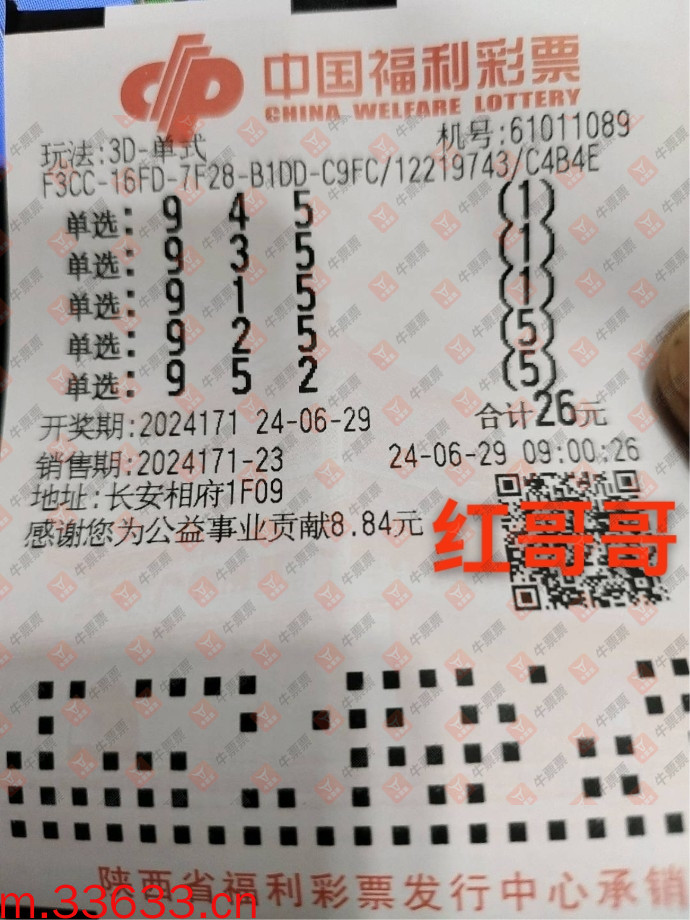 中国福利彩票
CHINA WELFARE LOTTERY
玩法:3D-单式 机号:61011089
F3CC-16FD-7F28-B1DD-C9FC/12219743/C4B4E
单选: 9 4 5 (1)
单选: 9 3 5 (1)
单选: 9 1 5 (1)
单选: 9 2 5 (5)
单选: 9 5 2 (5)
开奖期:2024171 24-06-29 合计26元
销售期:2024171-23 24-06-29 09:00:26
地址:长安相府1F09
感谢您为公益事业贡献8.84元
红哥哥
陕西省福利彩票发行中心承销
m.33633.cn
牛票票